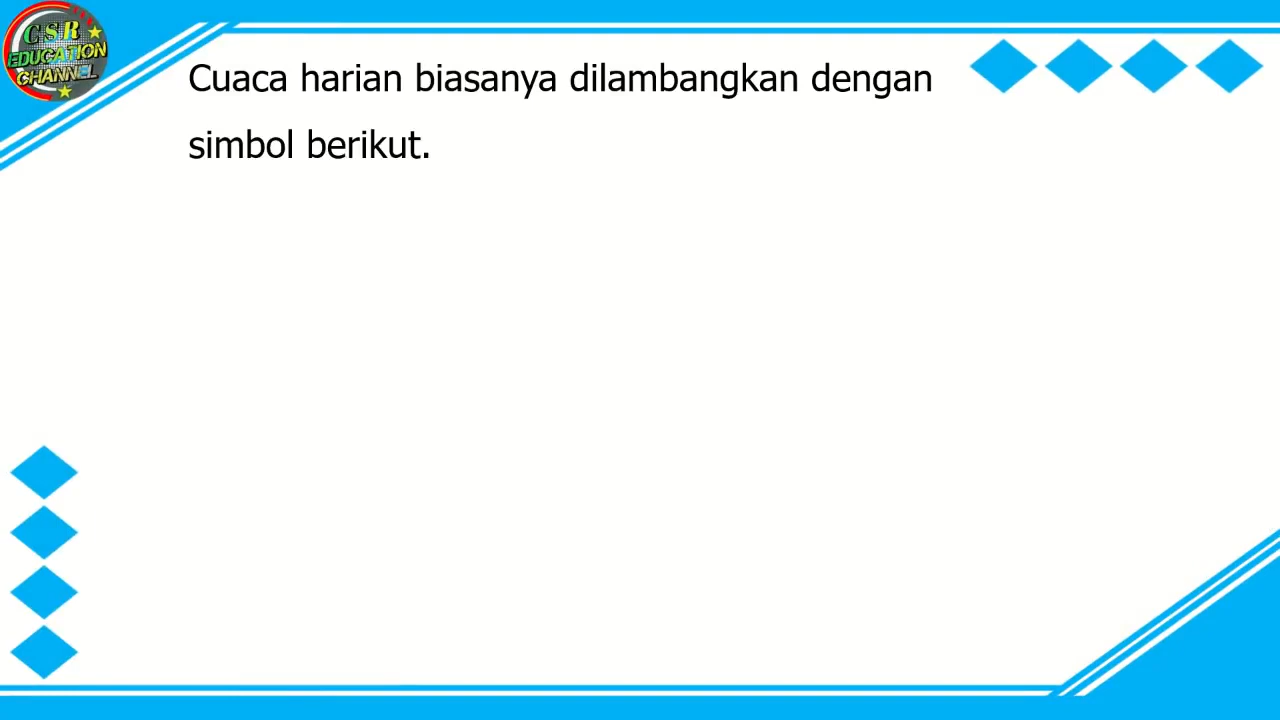 CSR
EDUCATION
CHANNEL
Cuaca harian biasanya dilambangkan dengan
simbol berikut.